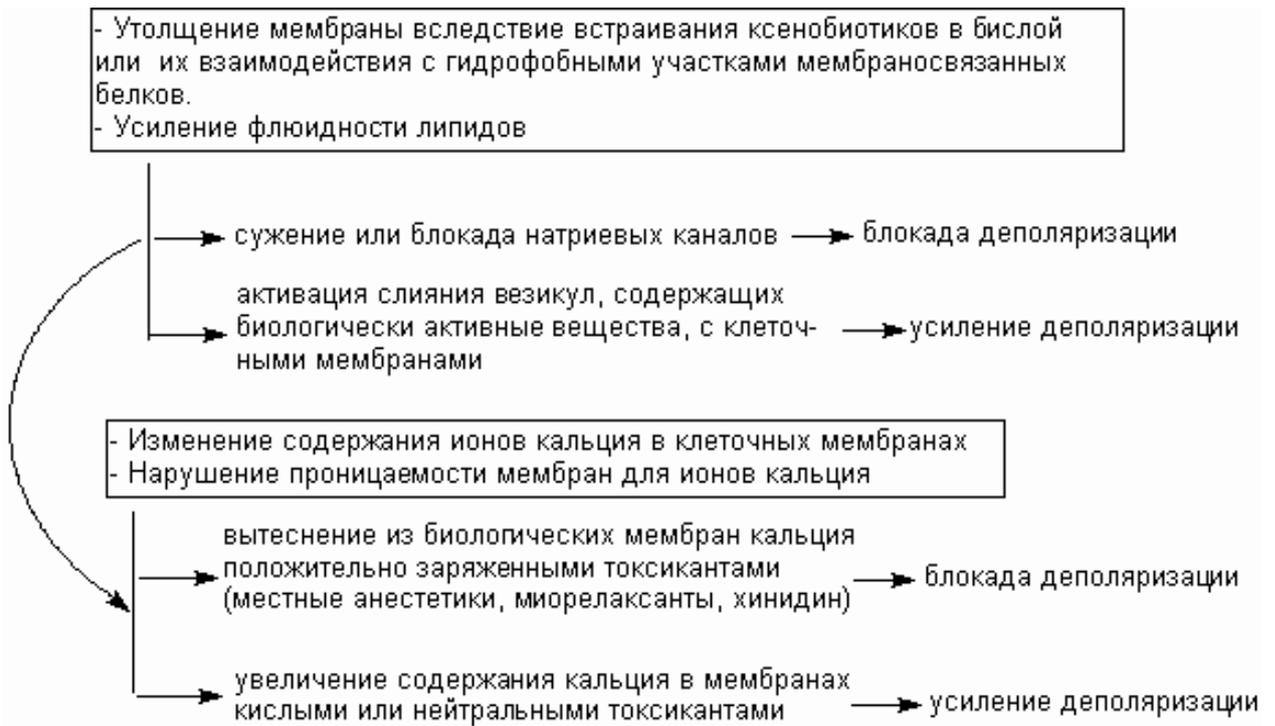 - Утолщение мембраны вследствие встраивания ксенобиотиков в бислой
или их взаимодействия с гидрофобными участками мембраносвязанных
белков.
- Усиление флюидности липидов
сужение или блокада натриевых каналов
блокада деполяризации
активация слияния везикул, содержащих
биологически активные вещества, с клеточ-
ными мембранами
усиление деполяризации
- Изменение содержания ионов кальция в клеточных мембранах
- Нарушение проницаемости мембран для ионов кальция
вытеснение из биологических мембран кальция
положительно заряженными токсикантами
(местные анестетики, миорелаксанты, хинидин)
блокада деполяризации
увеличение содержания кальция в мембранах
кислыми или нейтральными токсикантами
усиление деполяризации